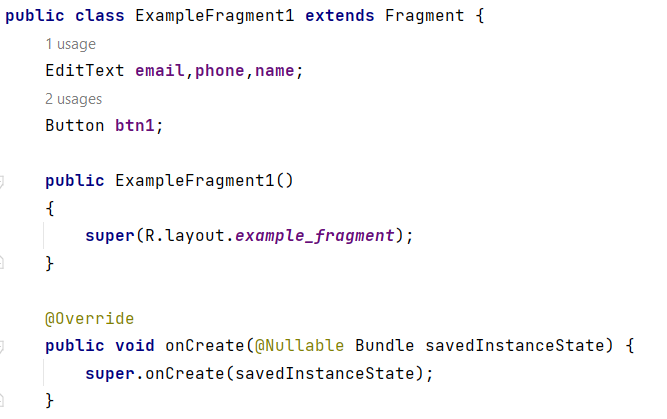 public class ExampleFragment1 extends Fragment {
1 usage
EditText email,phone,name;
2 usages
Button btn1;
public ExampleFragment1()
{
super(R.layout.example_fragment);
}
@Override
public void onCreate(@Nullable Bundle savedInstanceState) {
super.onCreate(savedInstanceState);
}